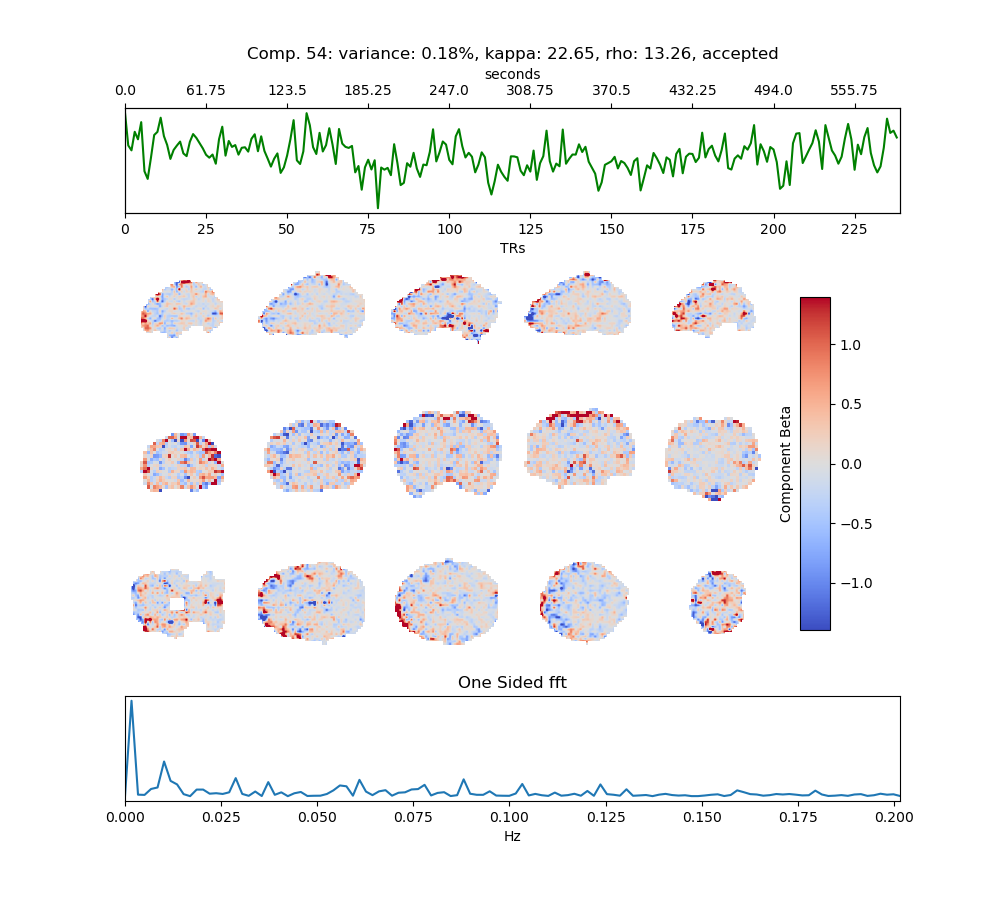 Comp. 54: variance: 0.18%, kappa: 22.65, rho: 13.26, accepted
seconds
0.0 61.75 123.5 185.25 247.0 308.75 370.5 432.25 494.0 555.75
0 25 50 75 100 125 150 175 200 225
TRs
1.0
0.5
0.0
−0.5
−1.0
Component Beta
One Sided fft
0.000 0.025 0.050 0.075 0.100 0.125 0.150 0.175 0.200
Hz